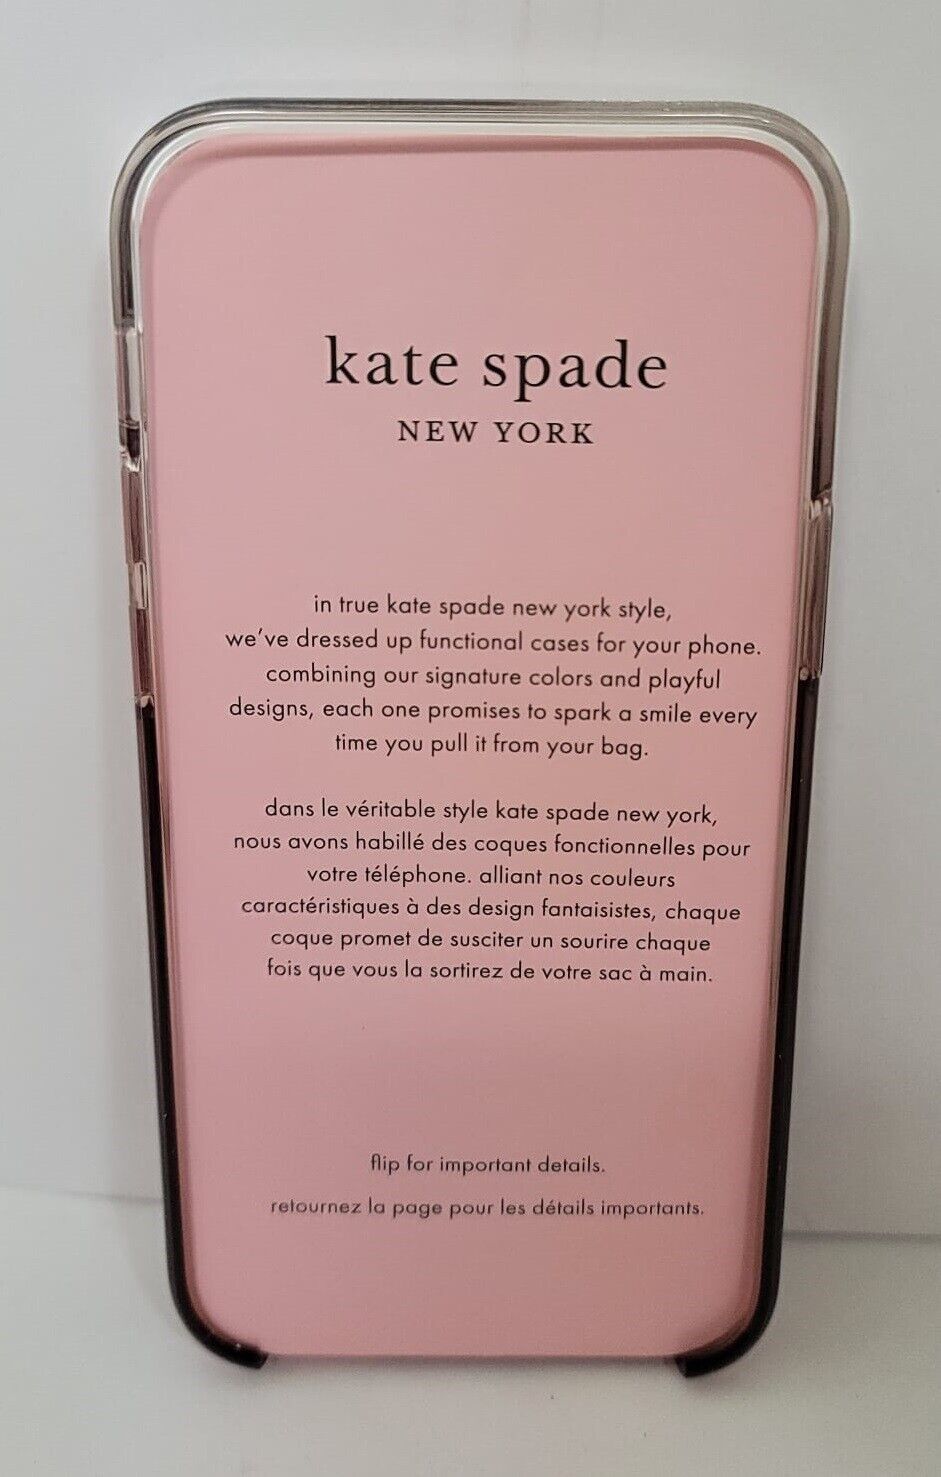 kate spade
NEW YORK
in true kate spade new york style,
we've dressed up functional cases for your phone.
combining our signature colors and playful
designs, each one promises to spark a smile every
time you pull it from your bag.
dans le véritable style kate spade new york,
nous avons habillé des coques fonctionnelles pour
votre téléphone. alliant nos couleurs
caractéristiques à des design fantaisistes, chaque
coque promet de susciter un sourire chaque
fois que vous la sortirez de votre sac à main.
flip for important details.
retournez la page pour les détails importants.